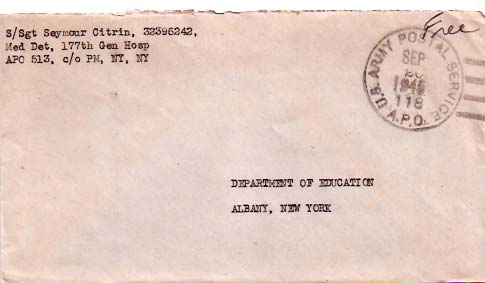 S/Sgt Seymour Citrin, 32396242,
Med Det, 177th Gen Hosp
APO 513, c/o PM, NY, NY
Free
U.S. ARMY POSTAL SERVICE
SEP
1945
118
A.P.O.
DEPARTMENT OF EDUCATION
ALBANY, NEW YORK